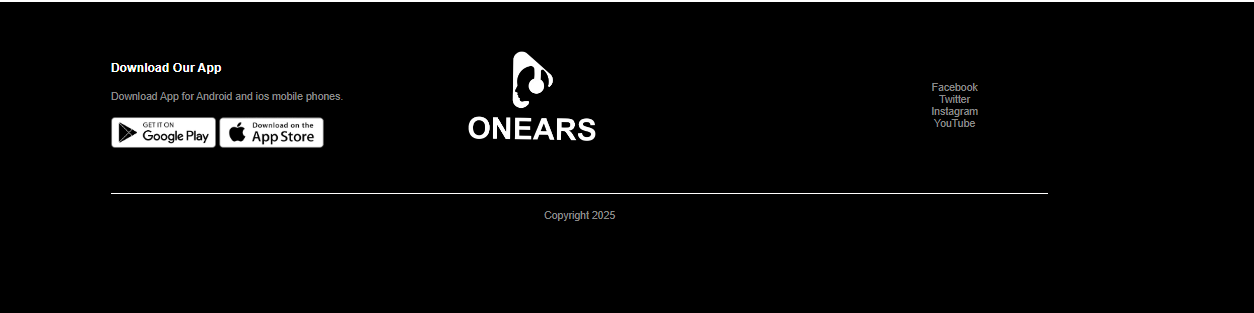 Download Our App
Download App for Android and ios mobile phones.
GET IT ON
Google Play
Download on the
App Store
ONEARS
Facebook
Twitter
Instagram
YouTube
Copyright 2025